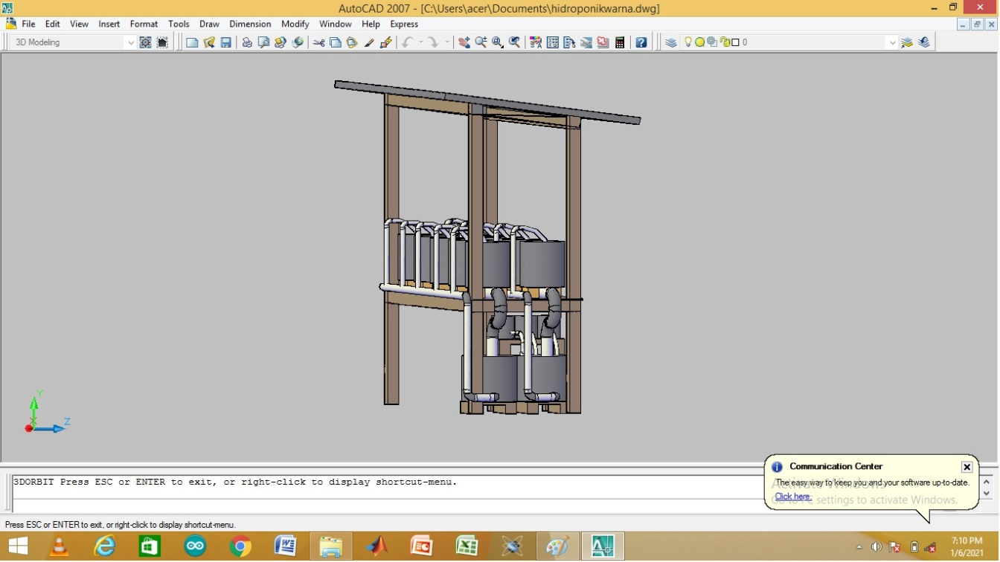 AutoCAD 2007 - [C:\Users\acer\Documents\hidroponikwarna.dwg]
File Edit View Insert Format Tools Draw Dimension Modify Window Help Express
3D Modeling
0
Y
X
Z
3DORBIT Press ESC or ENTER to exit, or right-click to display shortcut-menu.
Communication Center
The easy way to keep you and your software up-to-date.
Click here.
Activate Windows
Go to PC settings to activate Windows.
Press ESC or ENTER to exit, or right-click to display shortcut-menu.
7:10 PM
1/6/2021